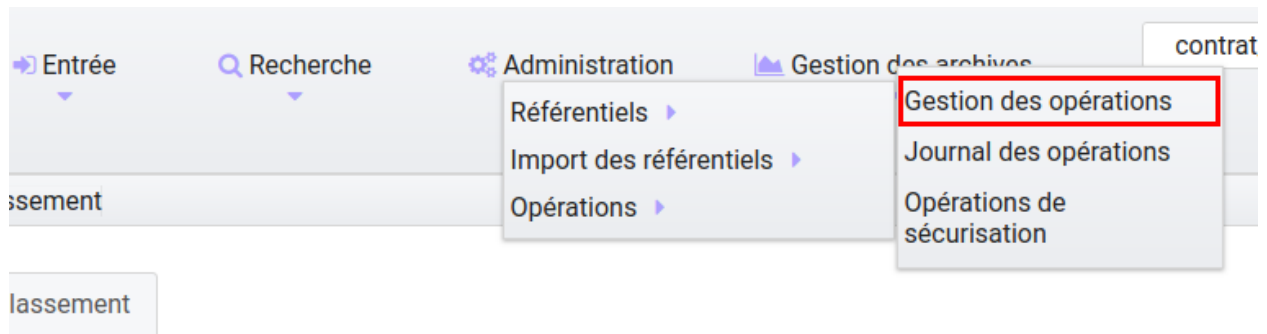 Entrée
Recherche
Administration
Gestion des archives
contrat
Référentiels
Import des référentiels
Opérations
Gestion des opérations
Journal des opérations
Opérations de
sécurisation
ssement
lassement